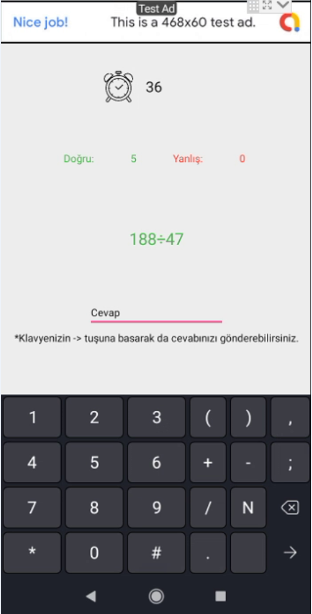 Test Ad
Nice job! This is a 468x60 test ad.
36
Doğru: 5 Yanlış: 0
188÷47
Cevap
*Klavyenizin -> tuşuna basarak da cevabınızı gönderebilirsiniz.
1 2 3 ( ) ,
4 5 6 + - ;
7 8 9 / N
* 0 # .